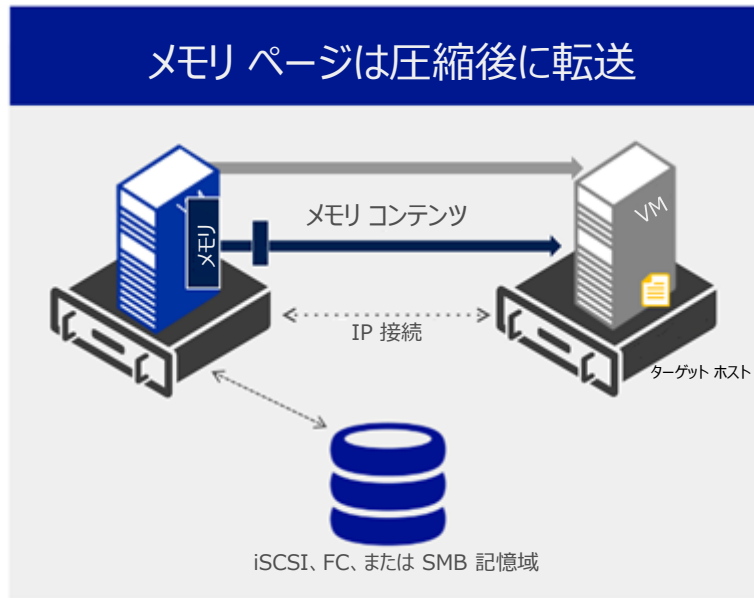 メモリ ページは圧縮後に転送
メモリ コンテンツ
メモリ
VM
IP 接続
ターゲット ホスト
iSCSI、FC、または SMB 記憶域